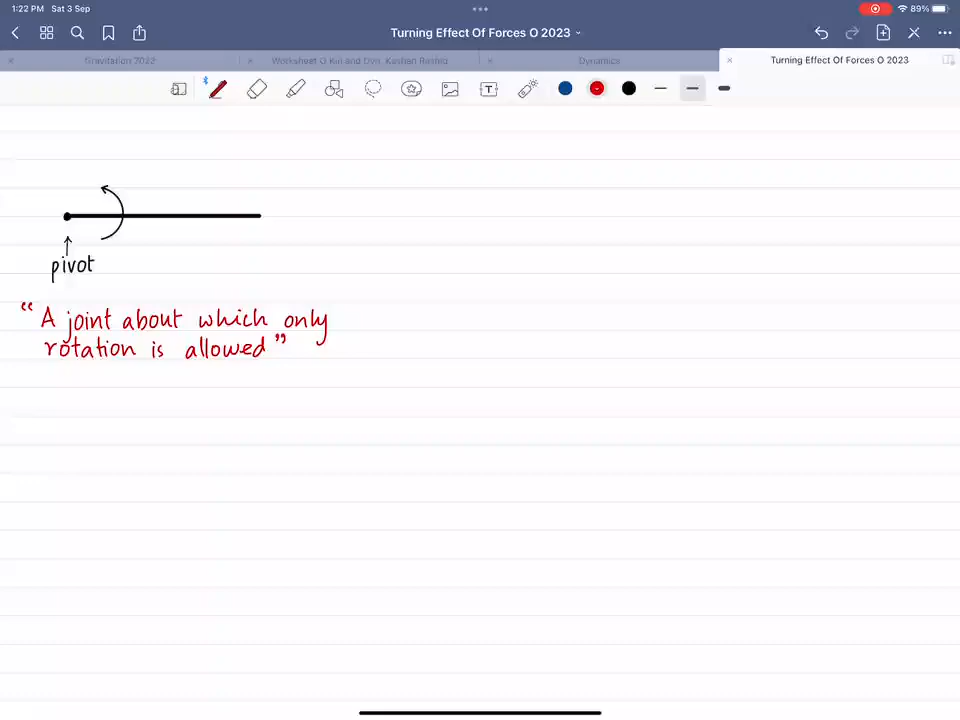 1:22 PM Sat 3 Sep
89%
Turning Effect Of Forces O 2023
Gravitation 2022
Worksheet O Kin and Dyn. Kashan Rashid
Dynamics
Turning Effect Of Forces O 2023
T
pivot
“A joint about which only
rotation is allowed”